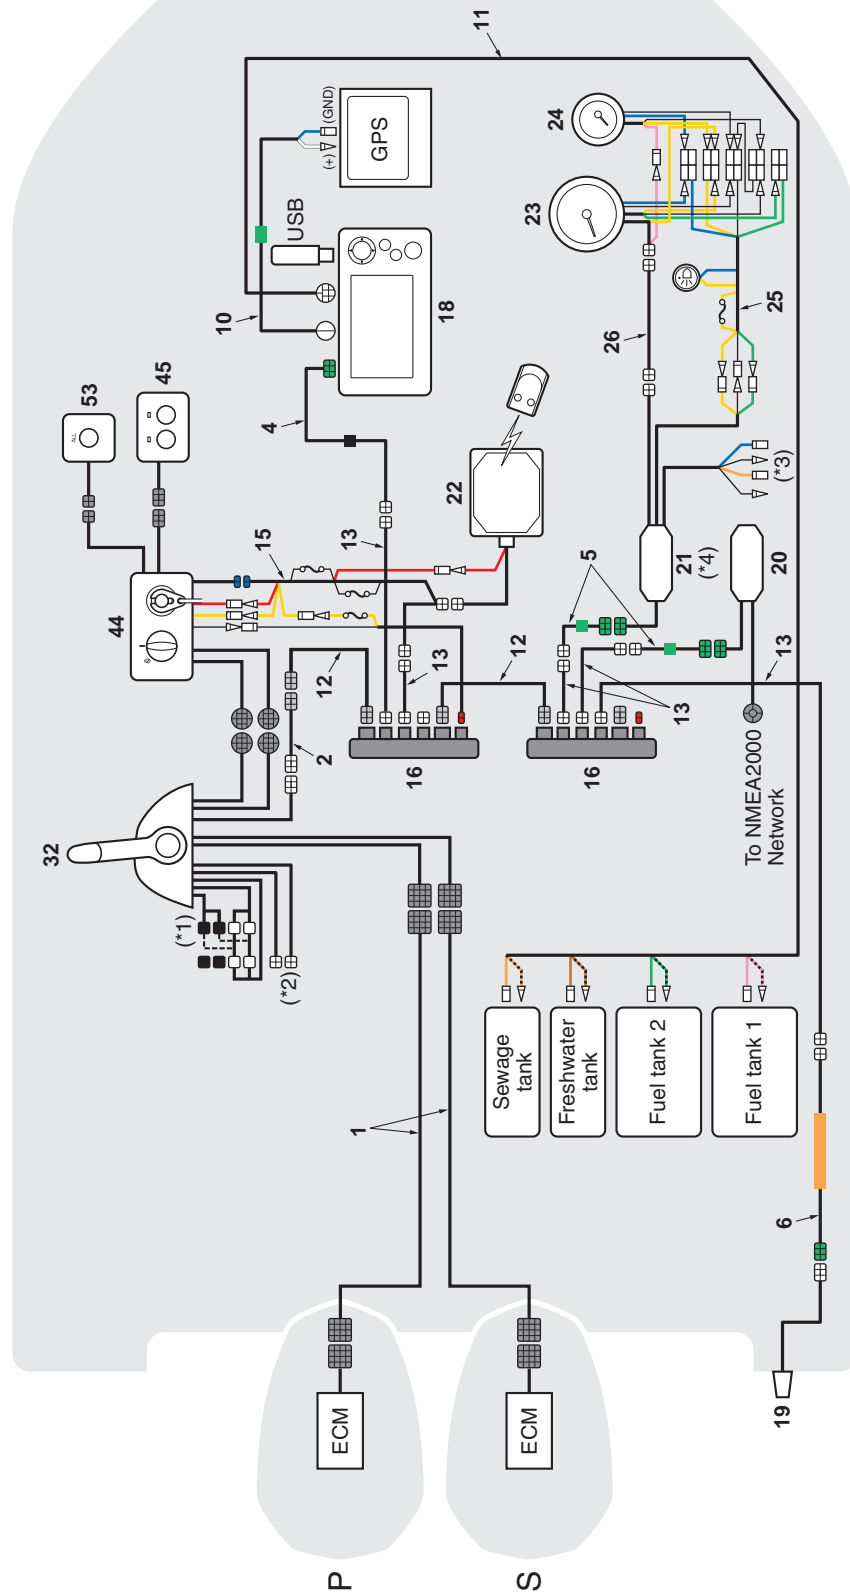 11
24
23
(GND)
(+)
GPS
USB
10
18
26
25
53
ALL
45
4
22
15
13
44
21
(*4)
20
(*3)
5
12
13
12
13
13
2
16
16
To NMEA2000
Network
32
(*1)
(*2)
1
Sewage
tank
Freshwater
tank
Fuel tank 2
Fuel tank 1
6
19
ECM
ECM
P
S